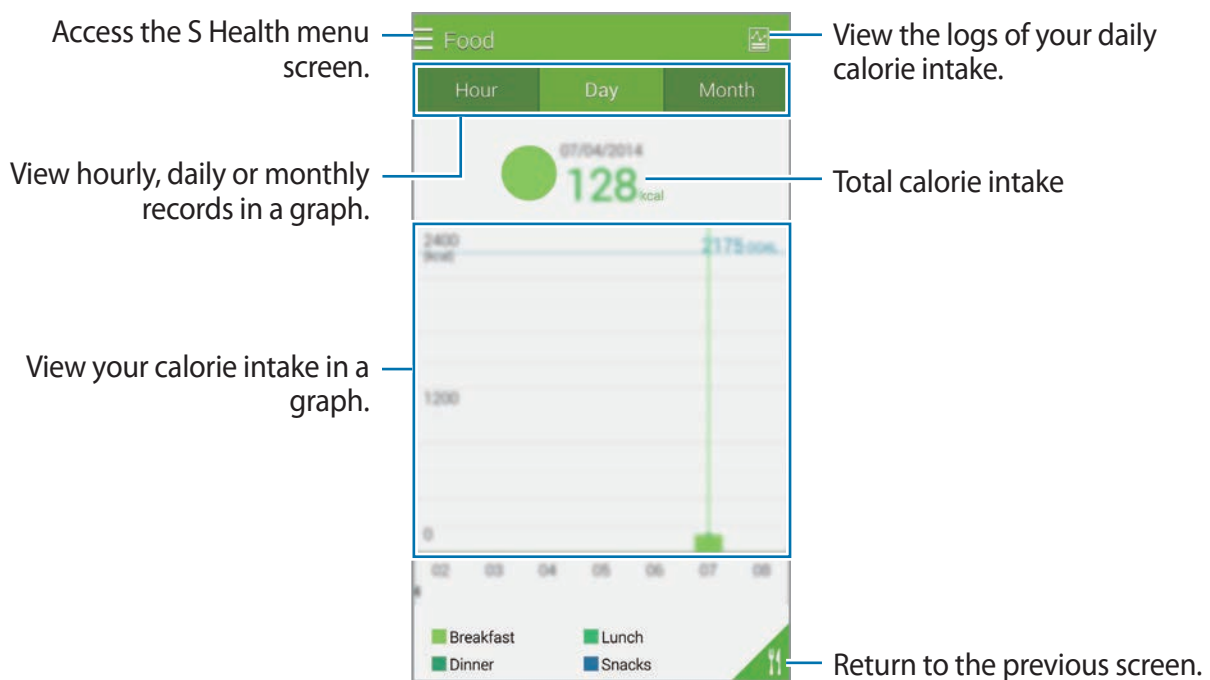 Access the S Health menu
screen.
Food
View the logs of your daily
calorie intake.
Hour Day Month
View hourly, daily or monthly
records in a graph.
07/04/2014
128 kcal
Total calorie intake
2400
(kcal)
2175 GOAL
View your calorie intake in a
graph.
1200
0
02 03 04 05 06 07 08
Breakfast Lunch
Dinner Snacks
Return to the previous screen.